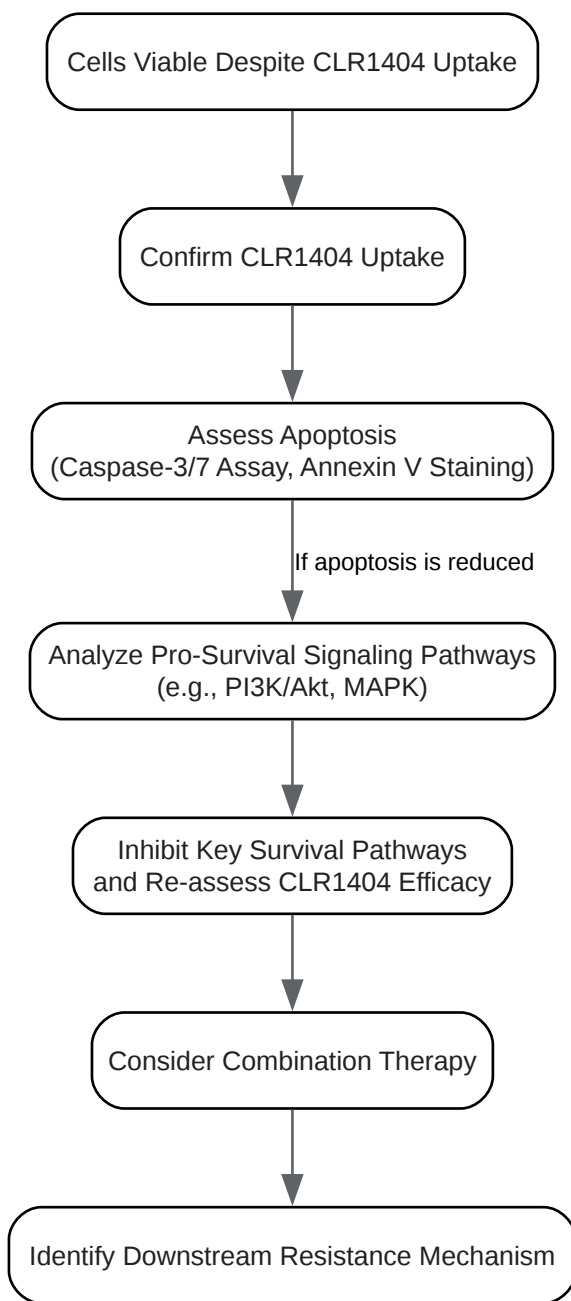 Cells Viable Despite CLR1404 Uptake
Confirm CLR1404 Uptake
Assess Apoptosis
(Caspase-3/7 Assay, Annexin V Staining)
If apoptosis is reduced
Analyze Pro-Survival Signaling Pathways
(e.g., PI3K/Akt, MAPK)
Inhibit Key Survival Pathways
and Re-assess CLR1404 Efficacy
Consider Combination Therapy
Identify Downstream Resistance Mechanism